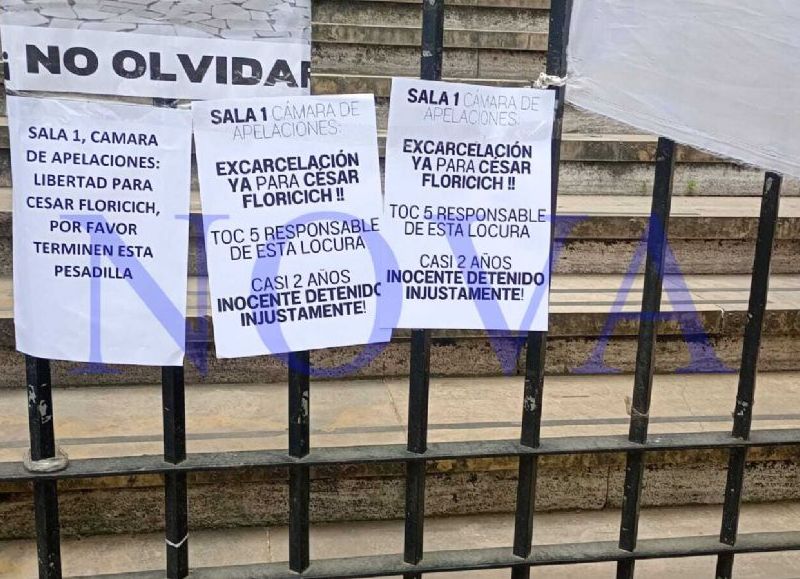 ¡ NO OLVIDAR
SALA 1, CAMARA
DE APELACIONES:
LIBERTAD PARA
CESAR FLORICICH,
POR FAVOR
TERMINEN ESTA
PESADILLA
SALA 1 CÁMARA DE
APELACIONES:
EXCARCELACIÓN
YA PARA CÉSAR
FLORICICH !!
TOC 5 RESPONSABLE
DE ESTA LOCURA
CASI 2 AÑOS
INOCENTE DETENIDO
INJUSTAMENTE!
SALA 1 CÁMARA DE
APELACIONES:
EXCARCELACIÓN
YA PARA CÉSAR
FLORICICH !!
TOC 5 RESPONSABLE
DE ESTA LOCURA
CASI 2 AÑOS
INOCENTE DETENIDO
INJUSTAMENTE!
NOVA